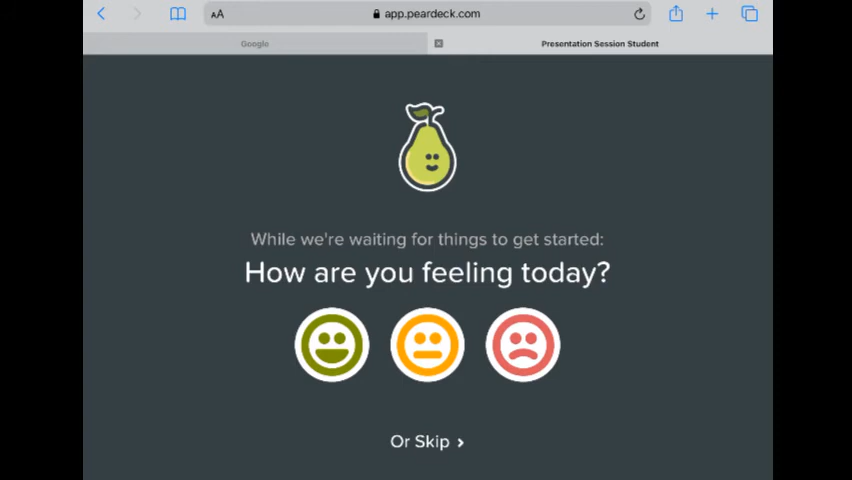 AA
app.peardeck.com
Google
Presentation Session Student
While we're waiting for things to get started:
How are you feeling today?
Or Skip >